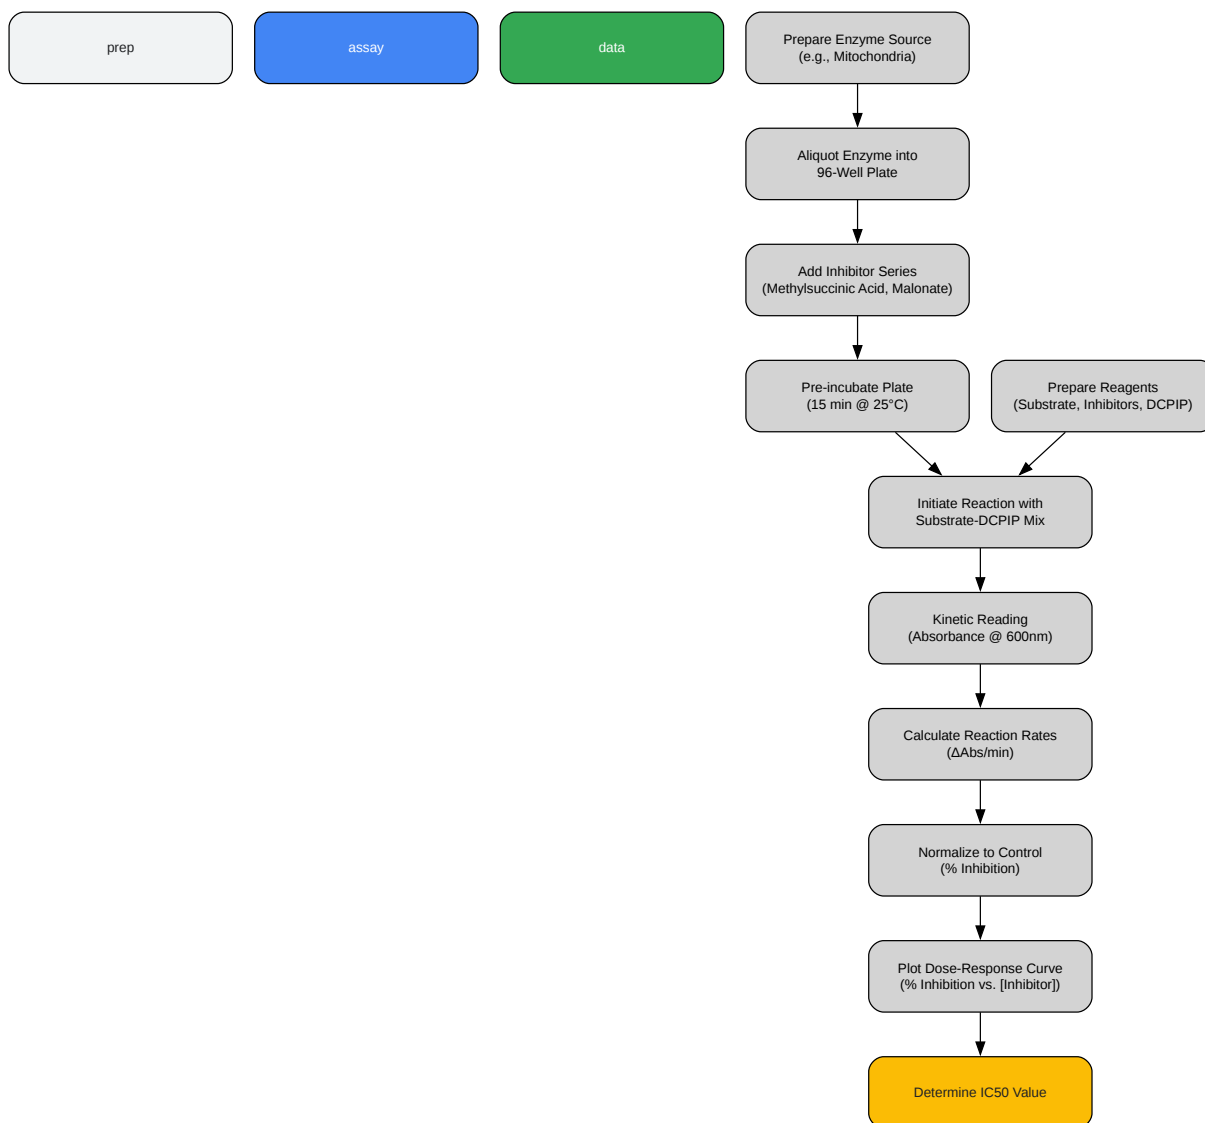 prep
assay
data
Prepare Enzyme Source
(e.g., Mitochondria)
Aliquot Enzyme into
96-Well Plate
Add Inhibitor Series
(Methylsuccinic Acid, Malonate)
Pre-incubate Plate
(15 min @ 25°C)
Prepare Reagents
(Substrate, Inhibitors, DCPIP)
Initiate Reaction with
Substrate-DCPIP Mix
Kinetic Reading
(Absorbance @ 600nm)
Calculate Reaction Rates
(ΔAbs/min)
Normalize to Control
(% Inhibition)
Plot Dose-Response Curve
(% Inhibition vs. [Inhibitor])
Determine IC50 Value